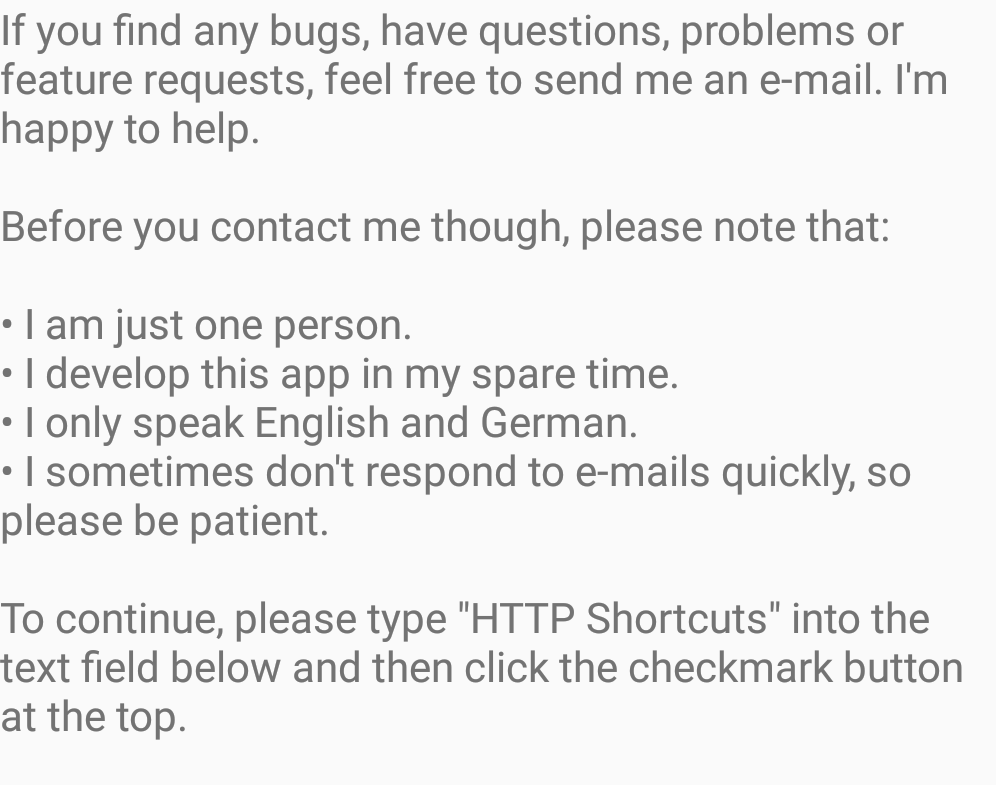 If you find any bugs, have questions, problems or
feature requests, feel free to send me an e-mail. I'm
happy to help.
Before you contact me though, please note that:
• I am just one person.
• I develop this app in my spare time.
• I only speak English and German.
• I sometimes don't respond to e-mails quickly, so
please be patient.
To continue, please type "HTTP Shortcuts" into the
text field below and then click the checkmark button
at the top.